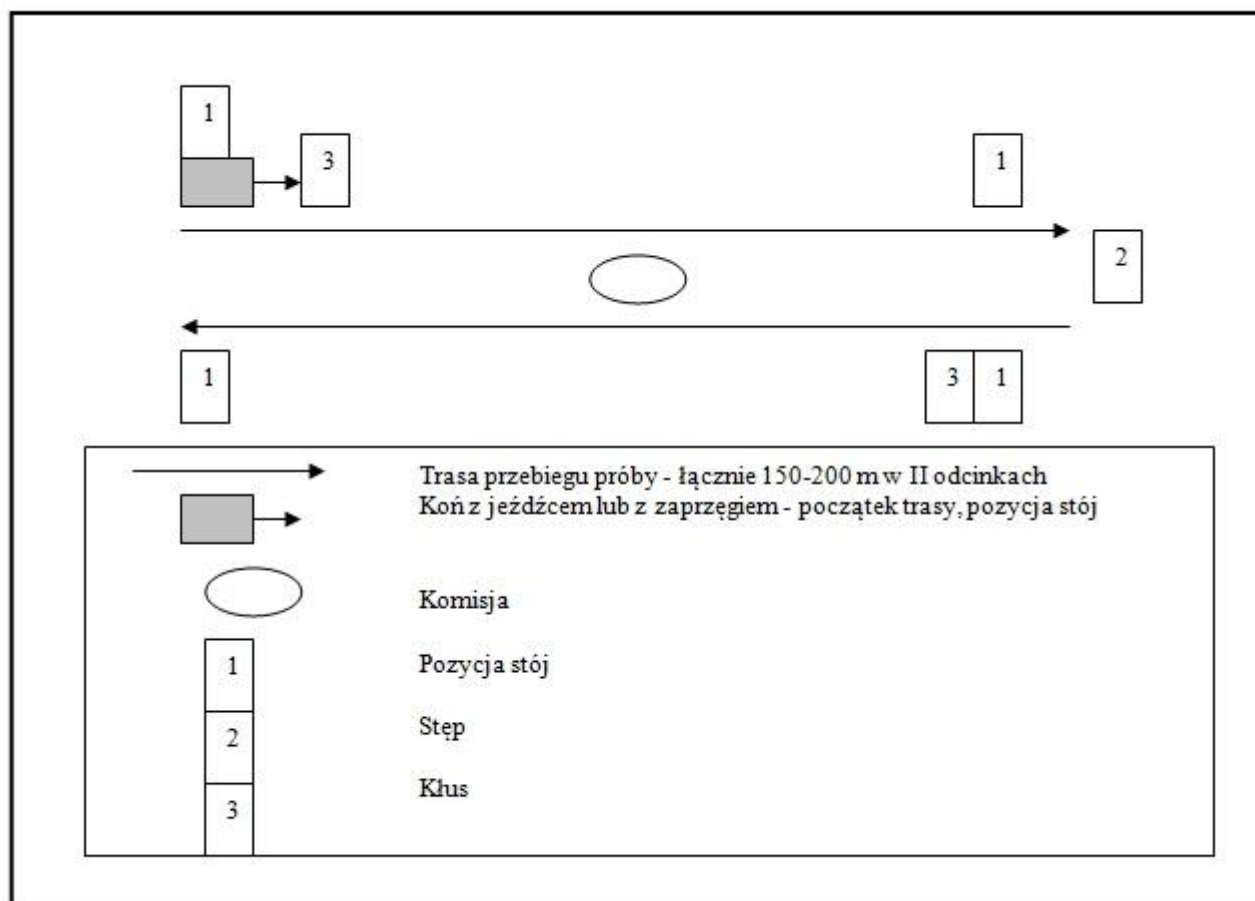 1
3
1
2
1
3 1
Trasa przebiegu próby - łącznie 150-200 m w II odcinkach
Koń z jeźdźcem lub z zaprzęgiem - początek trasy, pozycja stój
Komisja
1 Pozycja stój
2 Stęp
3 Kłus